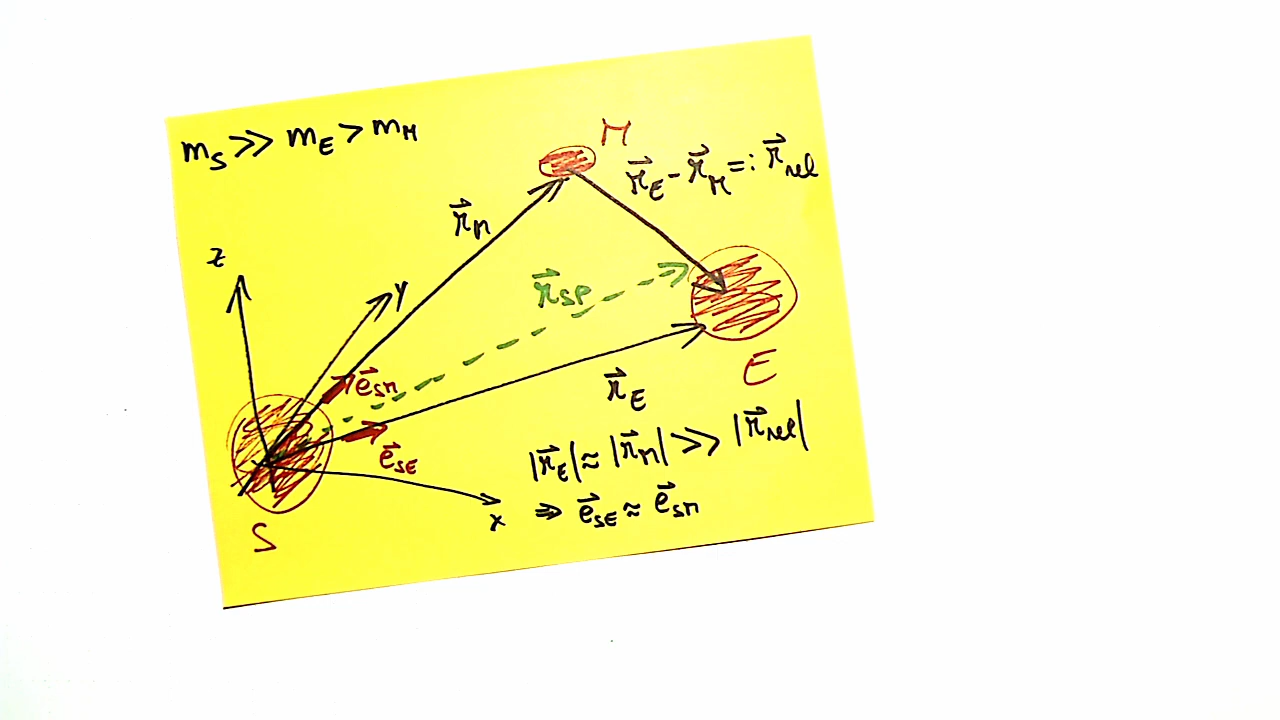 m_S >> m_E > m_M
M
r⃗_E - r⃗_M =: r⃗_rel
r⃗_M
z
y
r⃗_SP
e⃗_SM
E
r⃗_E
e⃗_SE
|r⃗_E| ≈ |r⃗_M| >> |r⃗_rel|
x
⇒ e⃗_SE ≈ e⃗_SM
S